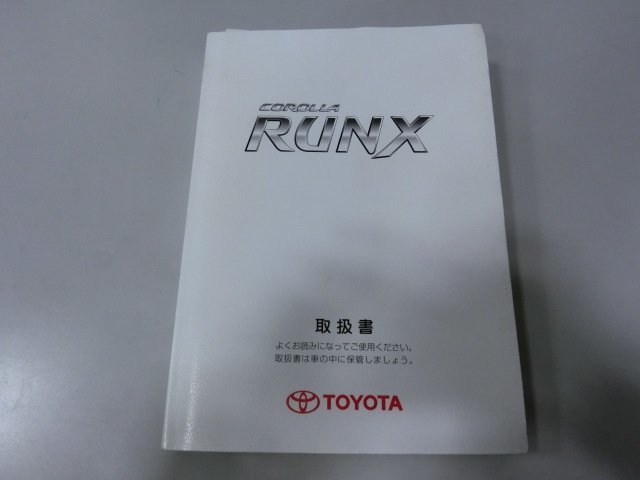 COROLLA
RUNX
取扱書
よくお読みになってご使用ください。
取扱書は車の中に保管しましょう。
TOYOTA